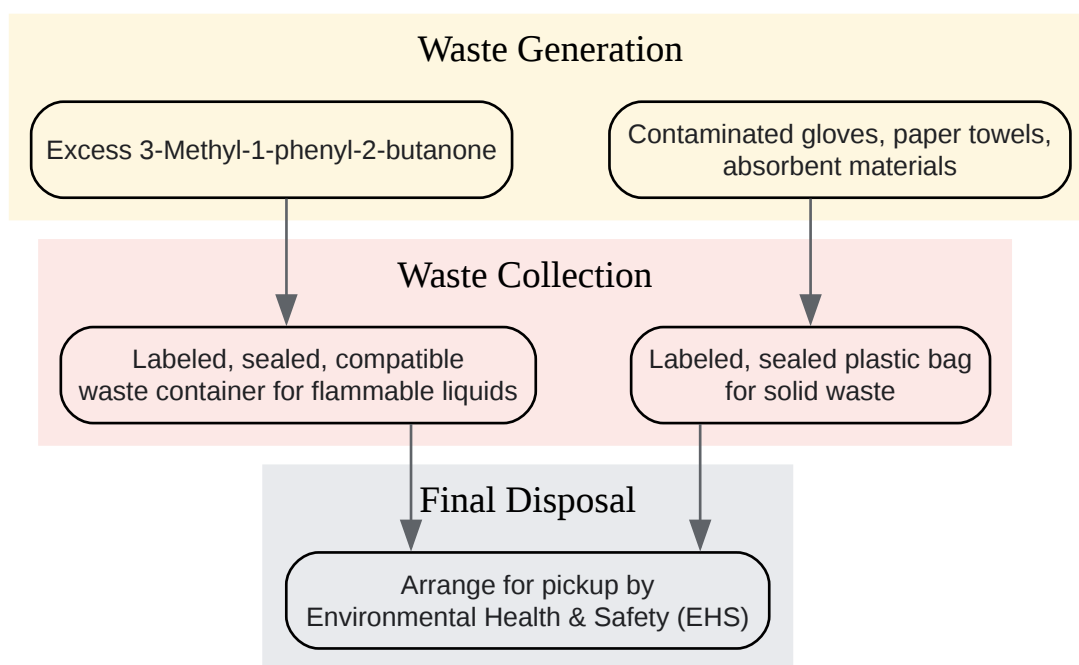 Waste Generation
Excess 3-Methyl-1-phenyl-2-butanone
Contaminated gloves, paper towels,
absorbent materials
Waste Collection
Labeled, sealed, compatible
waste container for flammable liquids
Labeled, sealed plastic bag
for solid waste
Final Disposal
Arrange for pickup by
Environmental Health & Safety (EHS)